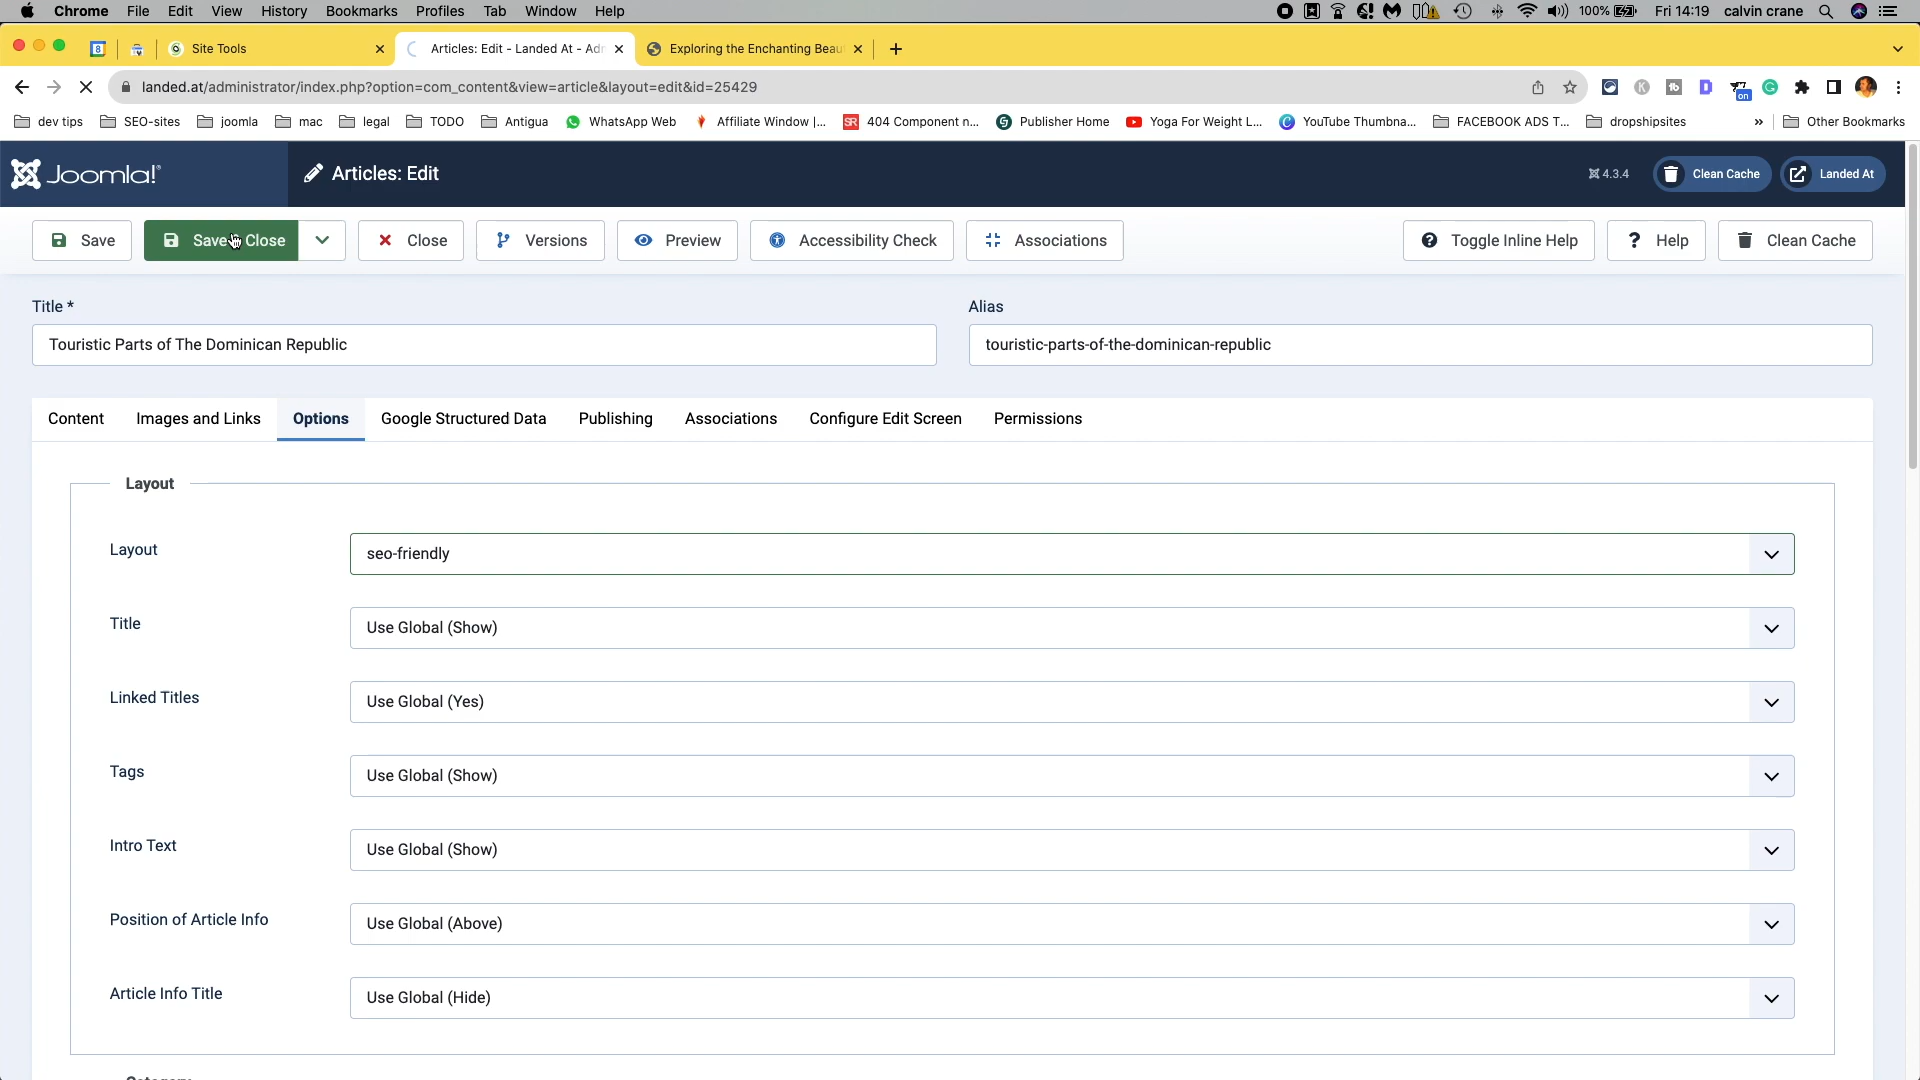 Chrome File Edit View History Bookmarks Profiles Tab Window Help 100% Fri 14:19 calvin crane
8 Site Tools Articles: Edit - Landed At - Adm Exploring the Enchanting Beau
landed.at/administrator/index.php?option=com_content&view=article&layout=edit&id=25429 on
dev tips SEO-sites joomla mac legal TODO Antigua WhatsApp Web Affiliate Window |... SR 404 Component n... Publisher Home Yoga For Weight L... YouTube Thumbna... FACEBOOK ADS T... dropshipsites » Other Bookmarks
Joomla! Articles: Edit 4.3.4 Clean Cache Landed At
Save Save & Close Close Versions Preview Accessibility Check Associations Toggle Inline Help ? Help Clean Cache
Title * Alias
Touristic Parts of The Dominican Republic touristic-parts-of-the-dominican-republic
Content Images and Links Options Google Structured Data Publishing Associations Configure Edit Screen Permissions
Layout
Layout seo-friendly
Title Use Global (Show)
Linked Titles Use Global (Yes)
Tags Use Global (Show)
Intro Text Use Global (Show)
Position of Article Info Use Global (Above)
Article Info Title Use Global (Hide)
Category